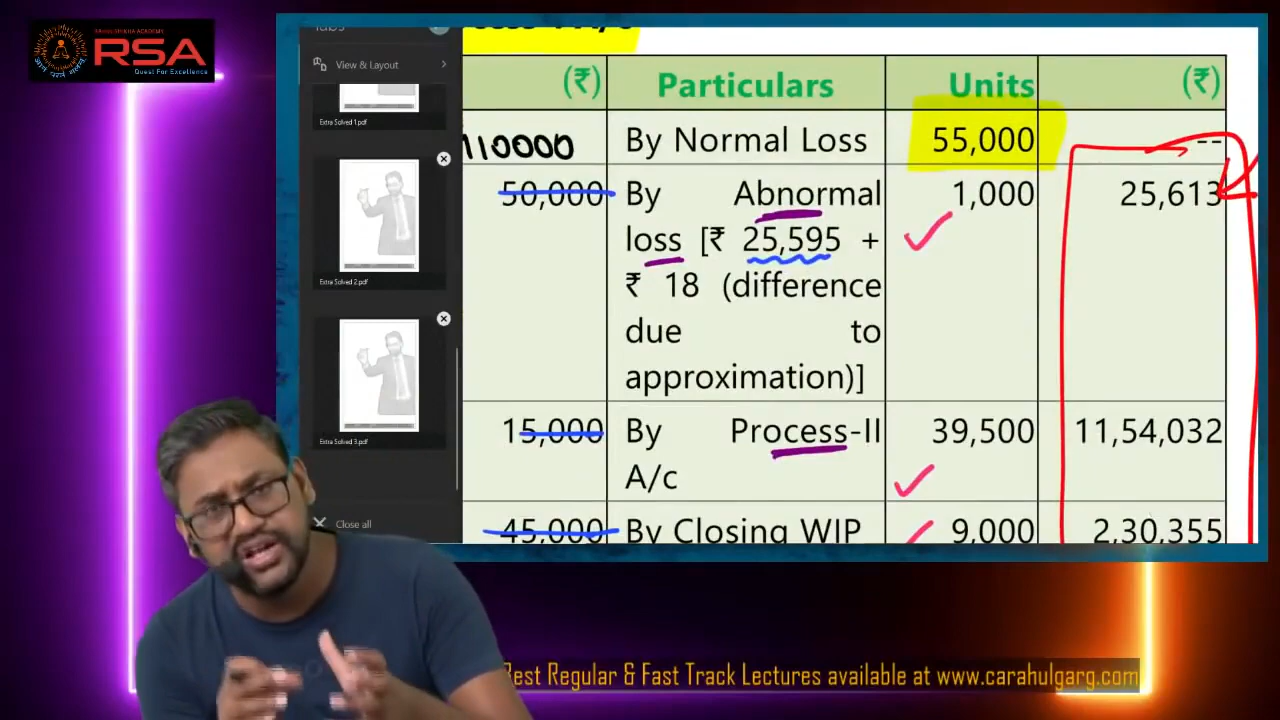 RAHUL SHIKHA ACADEMY
RSA
Quest For Excellence
View & Layout
Extra Solved 1.pdf
Extra Solved 2.pdf
Extra Solved 3.pdf
Close all
(₹) Particulars Units (₹)
110000 By Normal Loss 55,000 --
50,000 By Abnormal 1,000 25,613
loss [₹ 25,595 +
₹ 18 (difference
due to
approximation)]
15,000 By Process-II 39,500 11,54,032
A/c
45,000 By Closing WIP 9,000 2,30,355
Best Regular & Fast Track Lectures available at www.carahulgarg.com